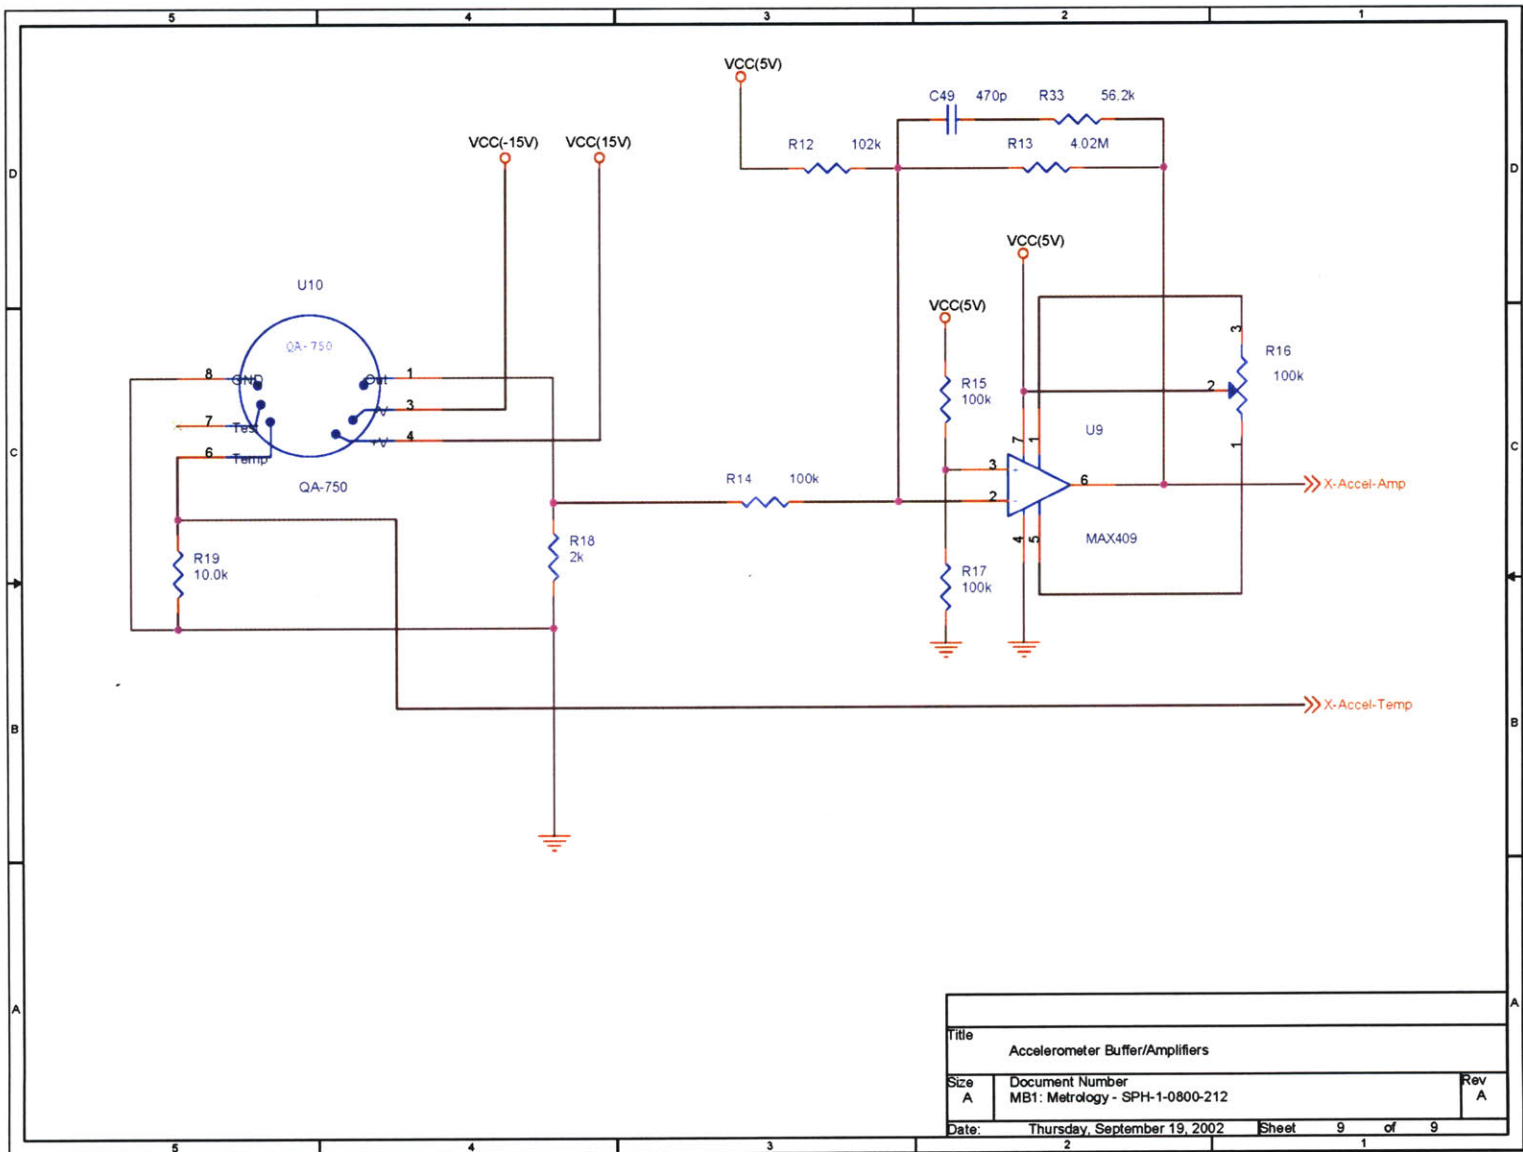 5 4 3 2 1
VCC(5V)
C49 470p R33 56.2k
VCC(-15V) VCC(15V)
R12 102k R13 4.02M
D D
VCC(5V)
U10
VCC(5V)
QA-750
3
R16
100k
8 GND Out 1
2
R15
100k
3 -V
7 Test
4 +V
U9
7 1
1
C C
6 Temp
3 +
R14 100k
6
X-Accel-Amp
QA-750
2 -
R18
2k
4 5
MAX409
R19
10.0k
R17
100k
X-Accel-Temp
B B
A A
Title
Accelerometer Buffer/Amplifiers
Size Document Number Rev
A MB1: Metrology - SPH-1-0800-212 A
Date: Thursday, September 19, 2002 Sheet 9 of 9
5 4 3 2 1